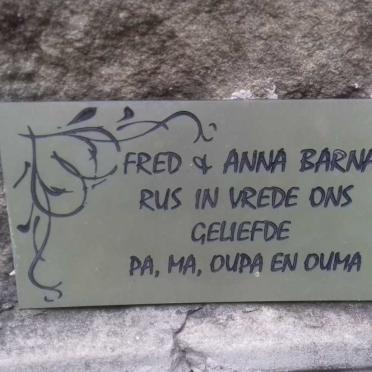 FRED & ANNA BARNA
RUS IN VREDE ONS
GELIEFDE
PA, MA, OUPA EN OUMA